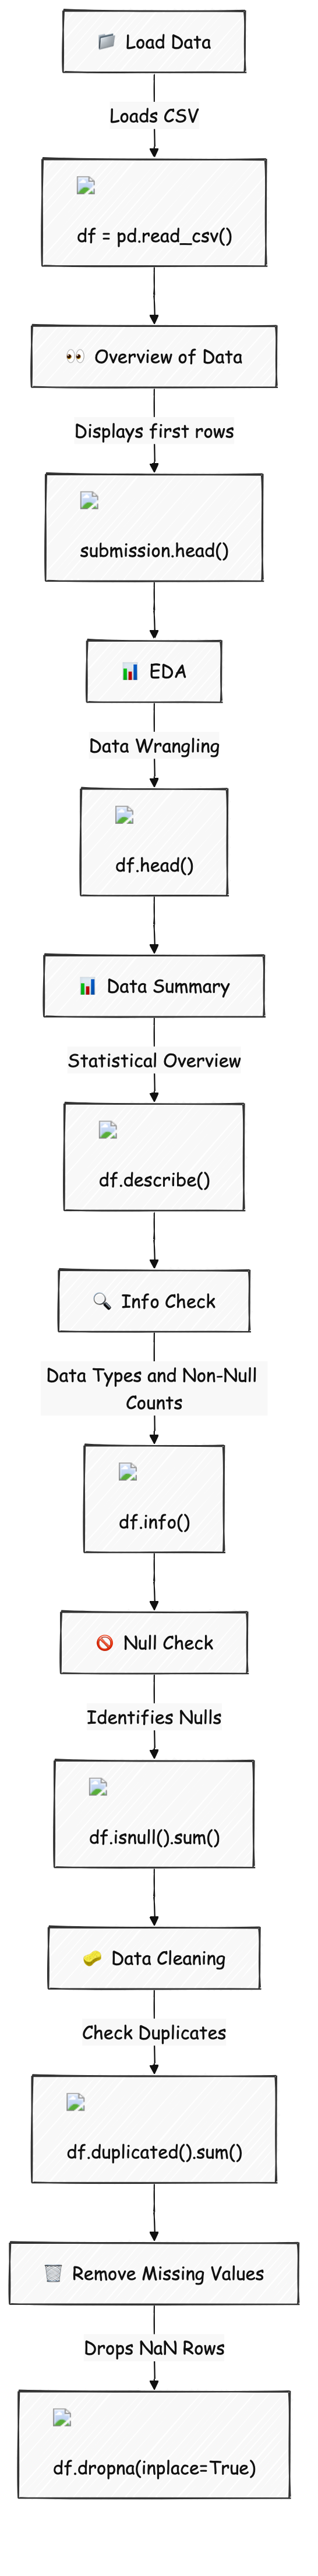 Load Data
Loads CSV
df = pd.read_csv()
Overview of Data
Displays first rows
submission.head()
EDA
Data Wrangling
df.head()
Data Summary
Statistical Overview
df.describe()
Info Check
Data Types and Non-Null
Counts
df.info()
Null Check
Identifies Nulls
df.isnull().sum()
Data Cleaning
Check Duplicates
df.duplicated().sum()
Remove Missing Values
Drops NaN Rows
df.dropna(inplace=True)